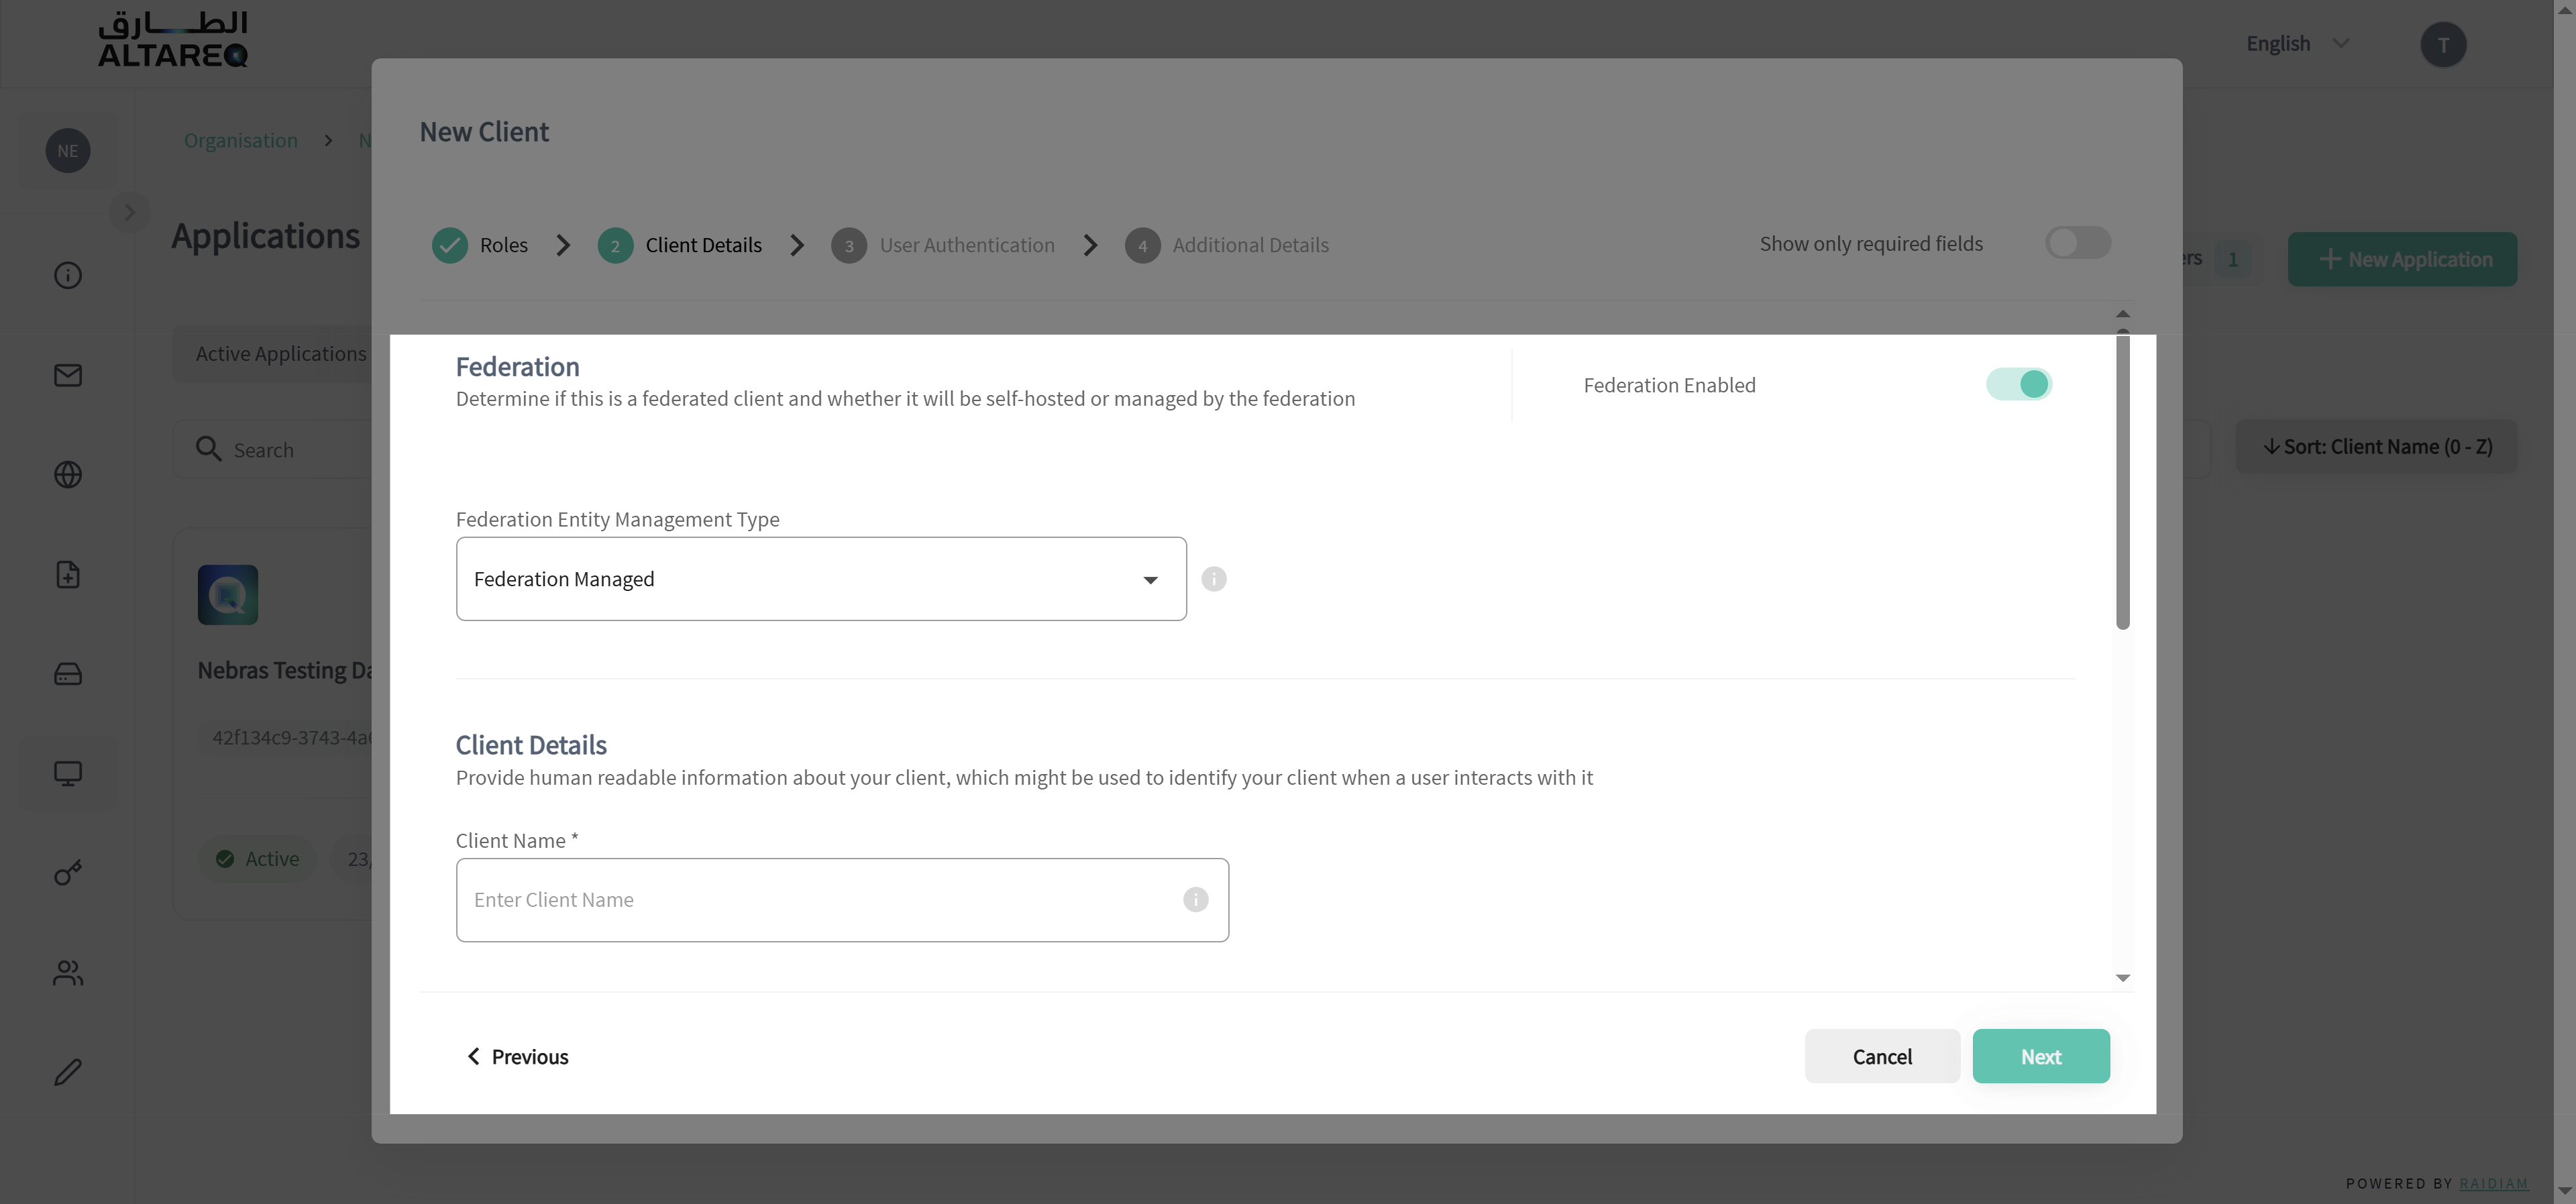 الطارق
ALTAREQ
English
T
NE
Organisation > N
New Client
Applications
Roles
2 Client Details
3 User Authentication
4 Additional Details
Show only required fields
ers 1
New Application
Active Applications
Federation
Determine if this is a federated client and whether it will be self-hosted or managed by the federation
Federation Enabled
Search
Sort: Client Name (0 - Z)
Federation Entity Management Type
Federation Managed
Nebras Testing Da
42f134c9-3743-4a
Client Details
Provide human readable information about your client, which might be used to identify your client when a user interacts with it
Client Name *
Enter Client Name
Active
23/
Previous
Cancel
Next
POWERED BY RAIDIAM